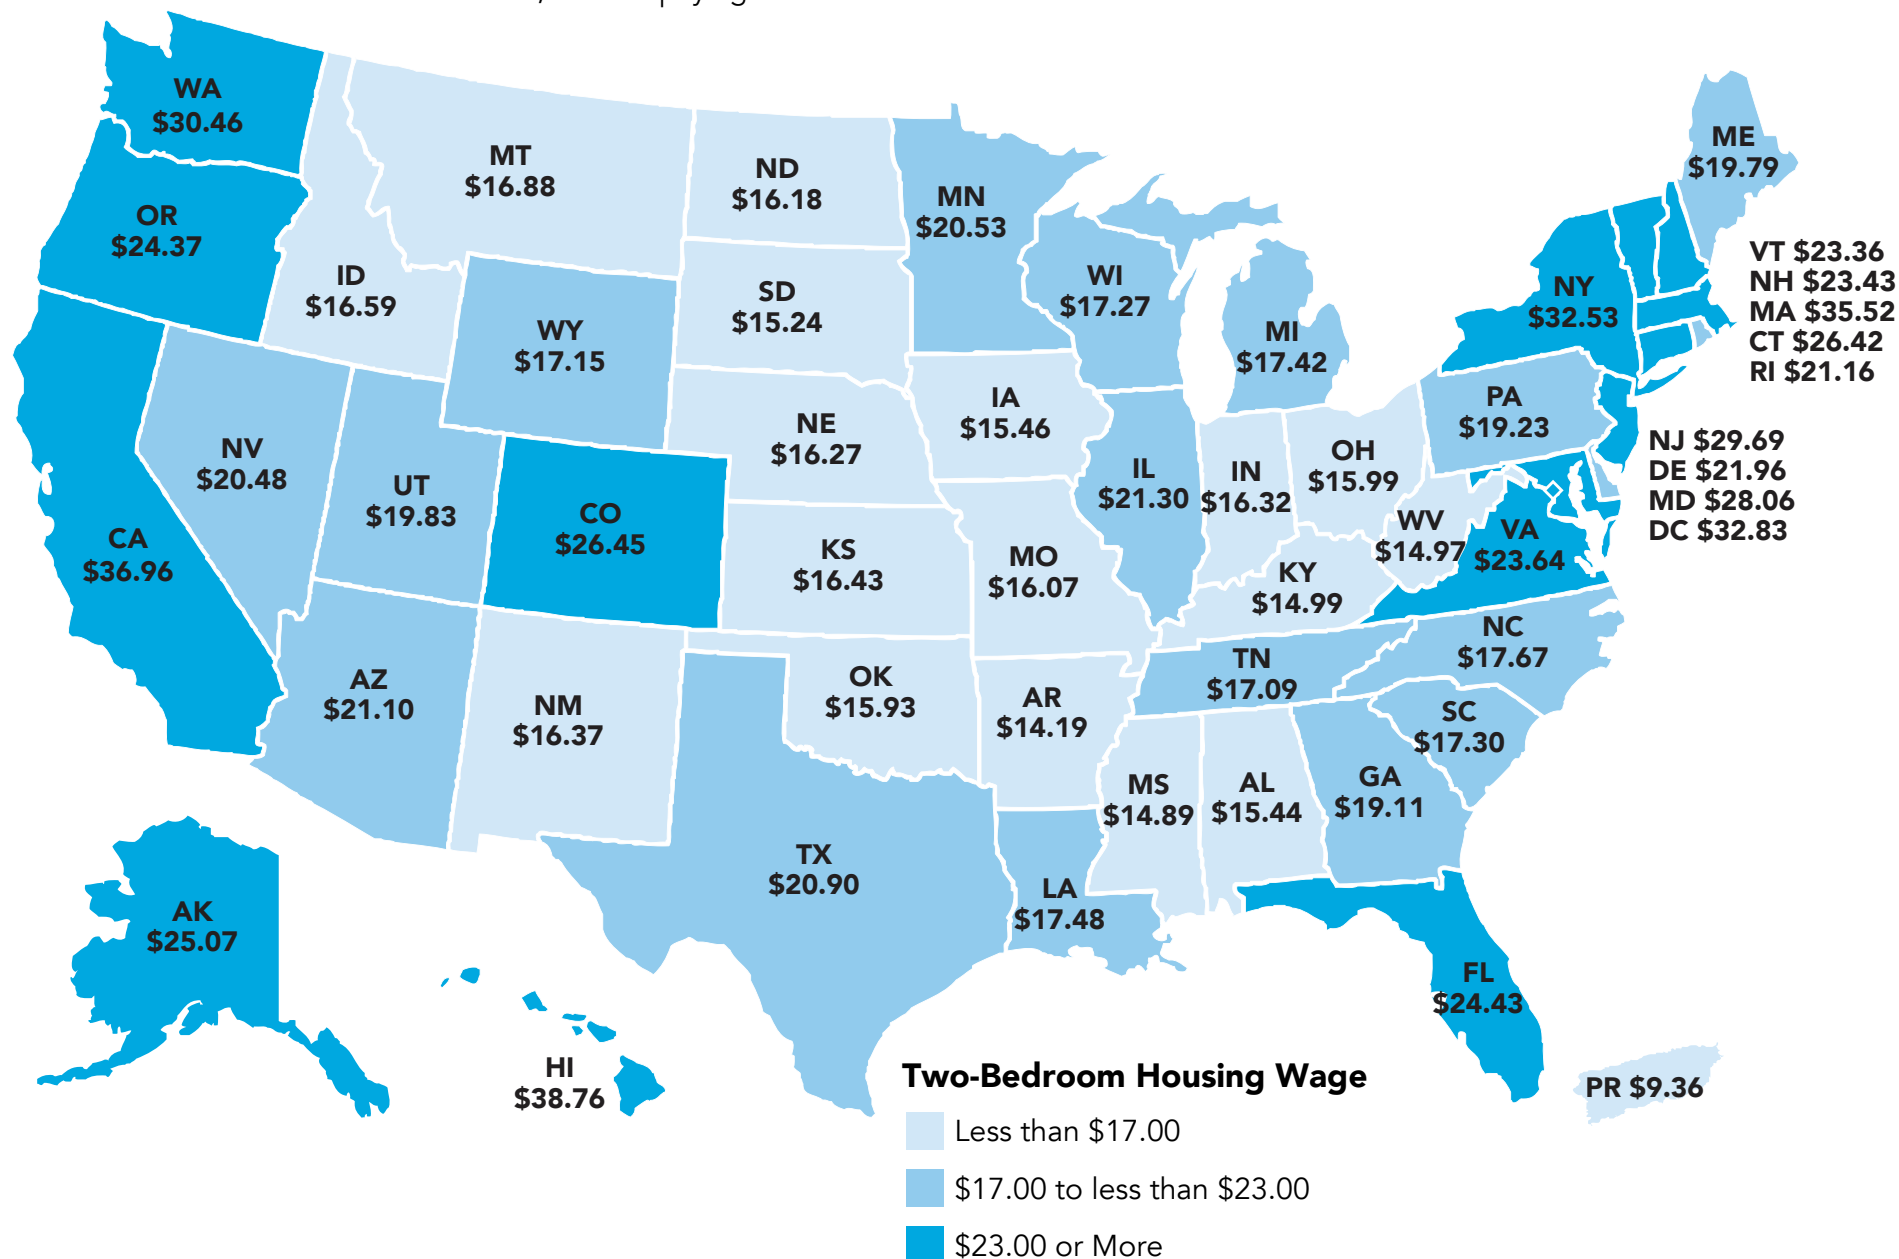 WA
$30.46
OR
$24.37
CA
$36.96
ID
$16.59
MT
$16.88
ND
$16.18
MN
$20.53
SD
$15.24
WY
$17.15
WI
$17.27
MI
$17.42
NY
$32.53
ME
$19.79
VT $23.36
NH $23.43
MA $35.52
CT $26.42
RI $21.16
NV
$20.48
UT
$19.83
CO
$26.45
NE
$16.27
IA
$15.46
IL
$21.30
IN
$16.32
OH
$15.99
PA
$19.23
NJ $29.69
DE $21.96
MD $28.06
DC $32.83
KS
$16.43
MO
$16.07
KY
$14.99
WV
$14.97
VA
$23.64
AZ
$21.10
NM
$16.37
OK
$15.93
AR
$14.19
TN
$17.09
NC
$17.67
SC
$17.30
MS
$14.89
AL
$15.44
GA
$19.11
TX
$20.90
LA
$17.48
FL
$24.43
AK
$25.07
HI
$38.76
PR $9.36
Two-Bedroom Housing Wage
Less than $17.00
$17.00 to less than $23.00
$23.00 or More